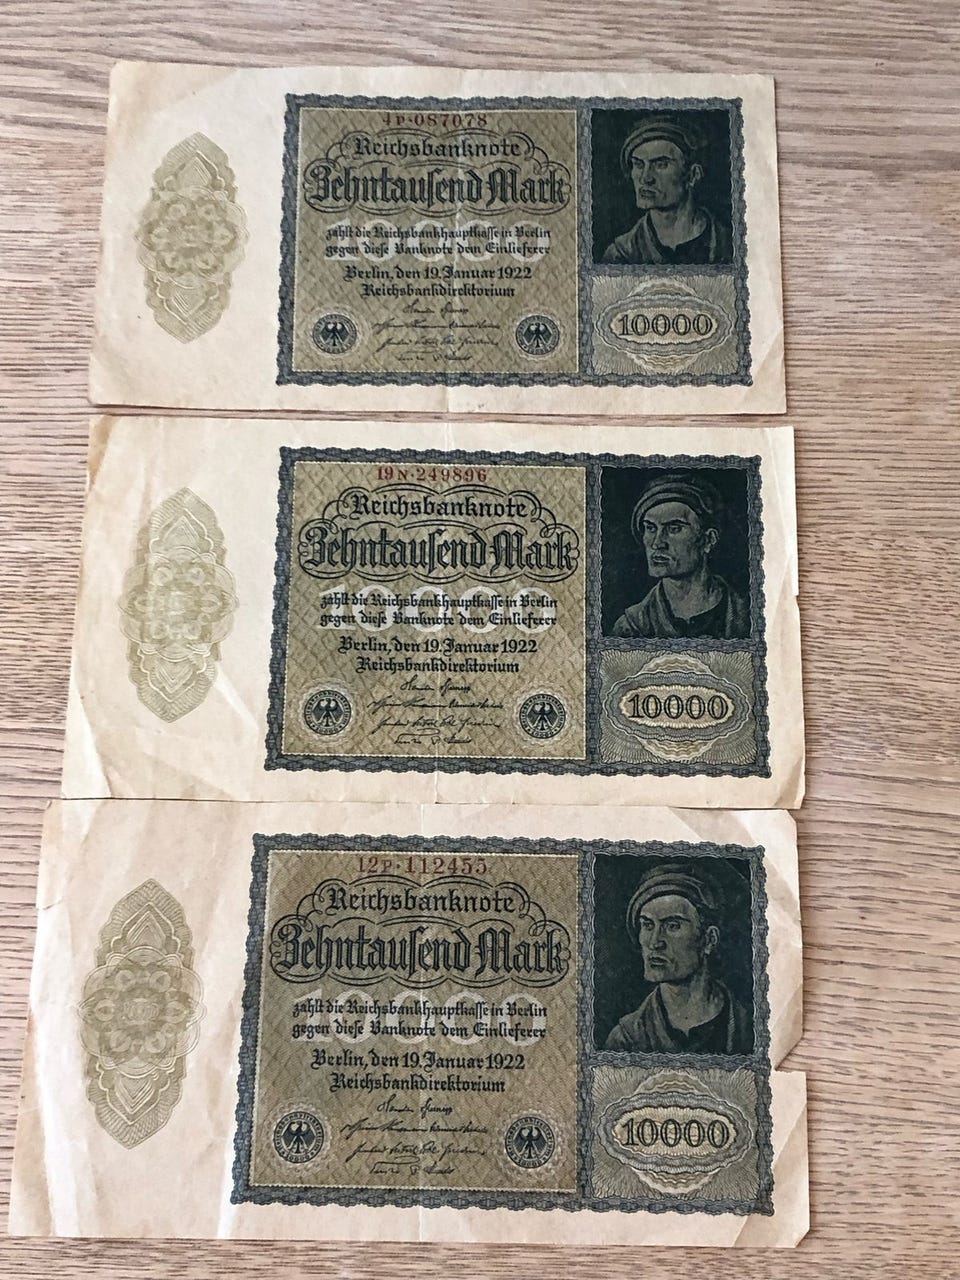 4P·087078
Reichsbanknote
Zehntausend Mark
zahlt die Reichsbankhauptkasse in Berlin
gegen diese Banknote dem Einlieferer
Berlin, den 19. Januar 1922
Reichsbankdirektorium
10000
19N·249896
Reichsbanknote
Zehntausend Mark
zahlt die Reichsbankhauptkasse in Berlin
gegen diese Banknote dem Einlieferer
Berlin, den 19. Januar 1922
Reichsbankdirektorium
10000
12P·112455
Reichsbanknote
Zehntausend Mark
zahlt die Reichsbankhauptkasse in Berlin
gegen diese Banknote dem Einlieferer
Berlin, den 19. Januar 1922
Reichsbankdirektorium
10000